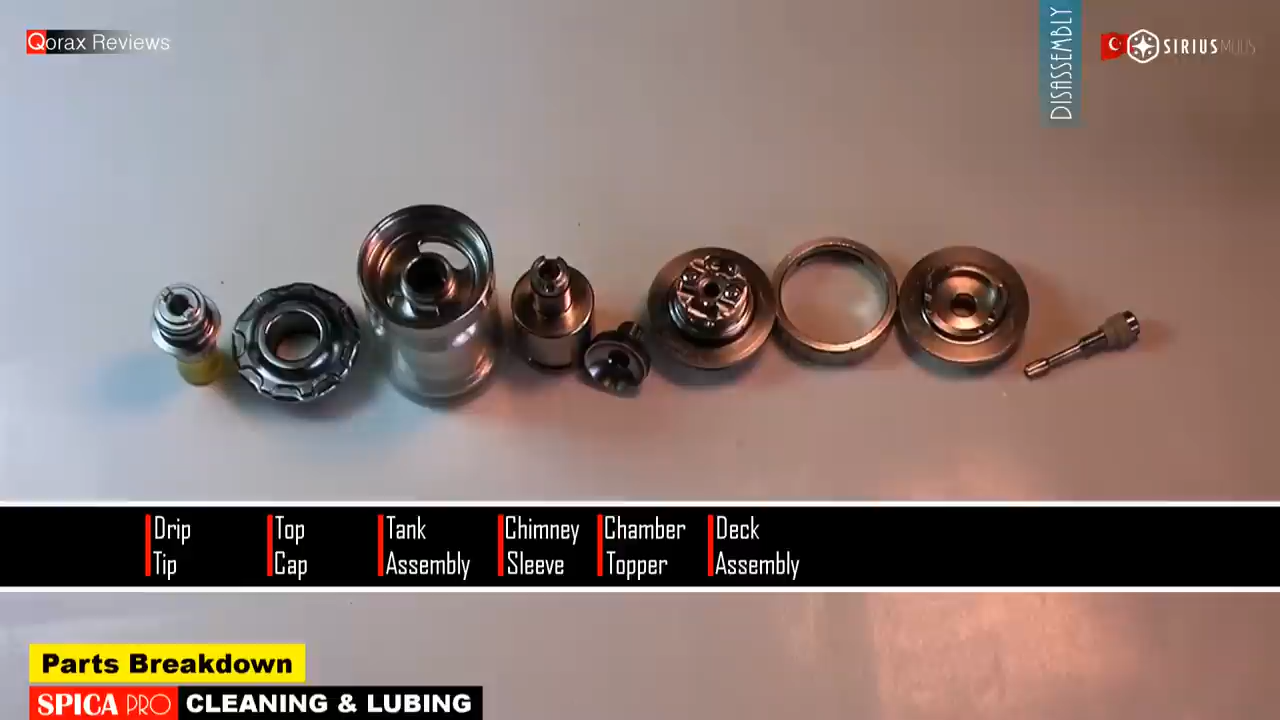 Qorax Reviews
DISASSEMBLY
SIRIUSMODS
Drip
Tip
Top
Cap
Tank
Assembly
Chimney
Sleeve
Chamber
Topper
Deck
Assembly
Parts Breakdown
SPICA PRO CLEANING & LUBING